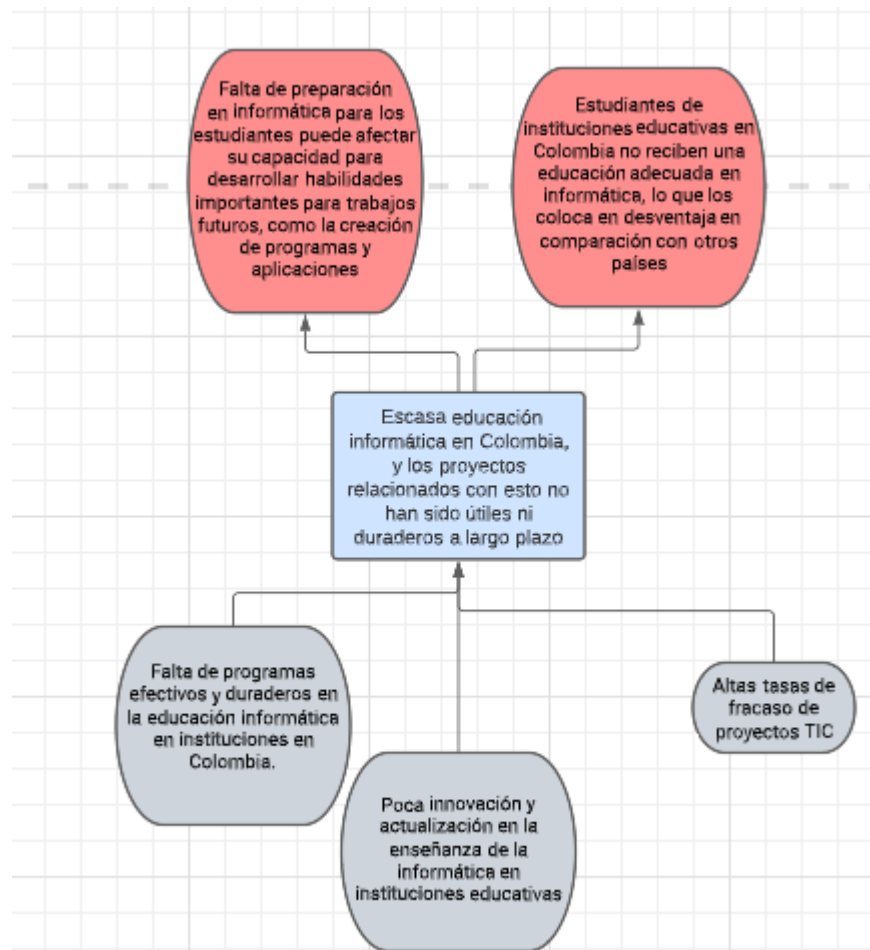 Falta de preparación
en informática para los
estudiantes puede afectar
su capacidad para
desarrollar habilidades
importantes para trabajos
futuros, como la creación
de programas y
aplicaciones
Estudiantes de
instituciones educativas en
Colombia no reciben una
educación adecuada en
informática, lo que los
coloca en desventaja en
comparación con otros
países
Escasa educación
informática en Colombia,
y los proyectos
relacionados con esto no
han sido útiles ni
duraderos a largo plazo
Falta de programas
efectivos y duraderos en
la educación informática
en instituciones en
Colombia.
Poca innovación y
actualización en la
enseñanza de la
informática en
instituciones educativas
Altas tasas de
fracaso de
proyectos TIC